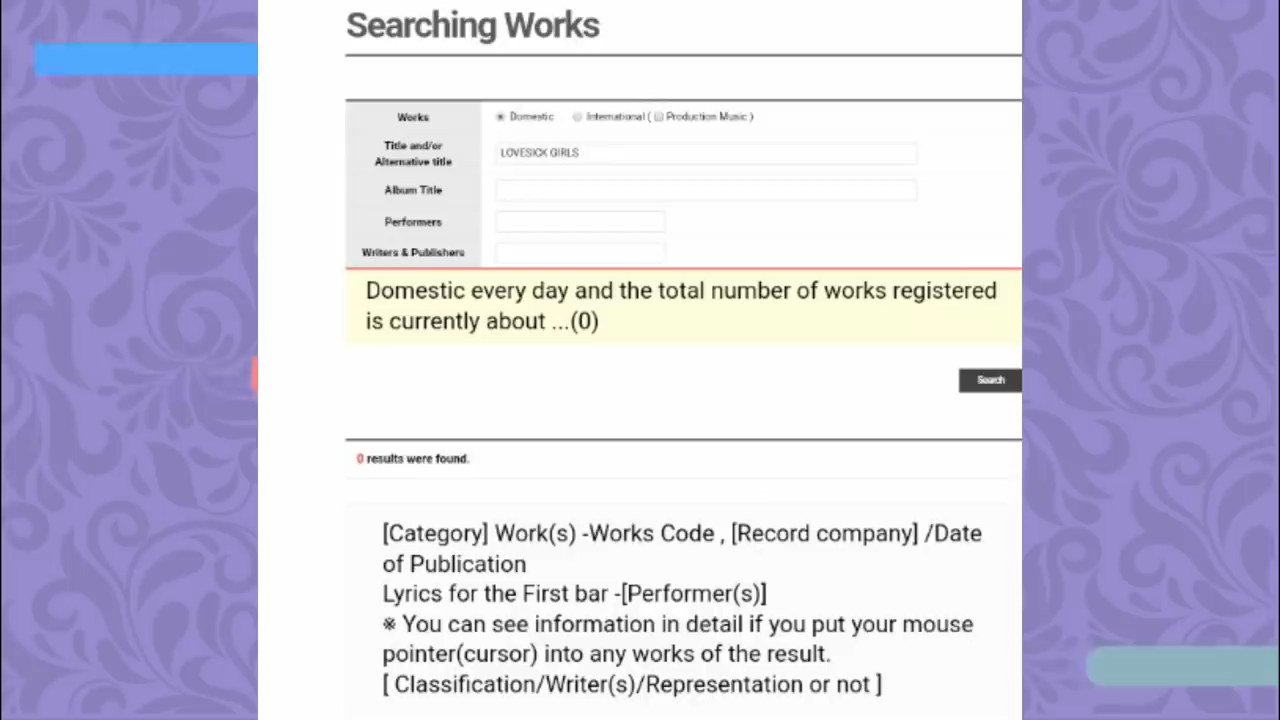 Searching Works
Works
Domestic International ( Production Music )
Title and/or
Alternative title
LOVESICK GIRLS
Album Title
Performers
Writers & Publishers
Domestic every day and the total number of works registered
is currently about ...(0)
Search
0 results were found.
[Category] Work(s) -Works Code , [Record company] /Date
of Publication
Lyrics for the First bar -[Performer(s)]
※ You can see information in detail if you put your mouse
pointer(cursor) into any works of the result.
[ Classification/Writer(s)/Representation or not ]